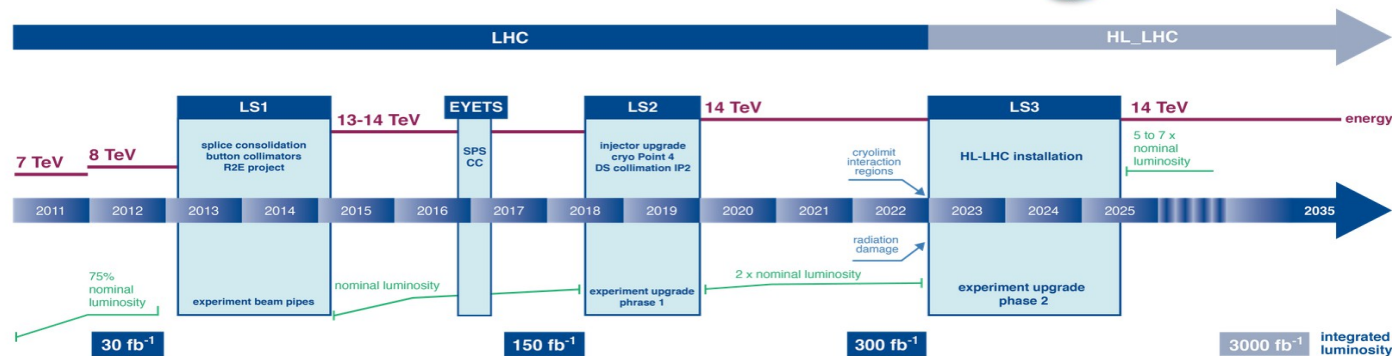 LHC
HL_LHC
LS1
EYETS
LS2
14 TeV
LS3
14 TeV
energy
13-14 TeV
7 TeV
8 TeV
splice consolidation
button collimators
R2E project
SPS
CC
injector upgrade
cryo Point 4
DS collimation IP2
cryolimit
interaction
regions
HL-LHC installation
5 to 7 x
nominal
luminosity
2011
2012
2013
2014
2015
2016
2017
2018
2019
2020
2021
2022
2023
2024
2025
2035
radiation
damage
75%
nominal
luminosity
experiment beam pipes
nominal luminosity
experiment upgrade
phrase 1
2 x nominal luminosity
experiment upgrade
phase 2
30 fb⁻¹
150 fb⁻¹
300 fb⁻¹
3000 fb⁻¹
integrated
luminosity